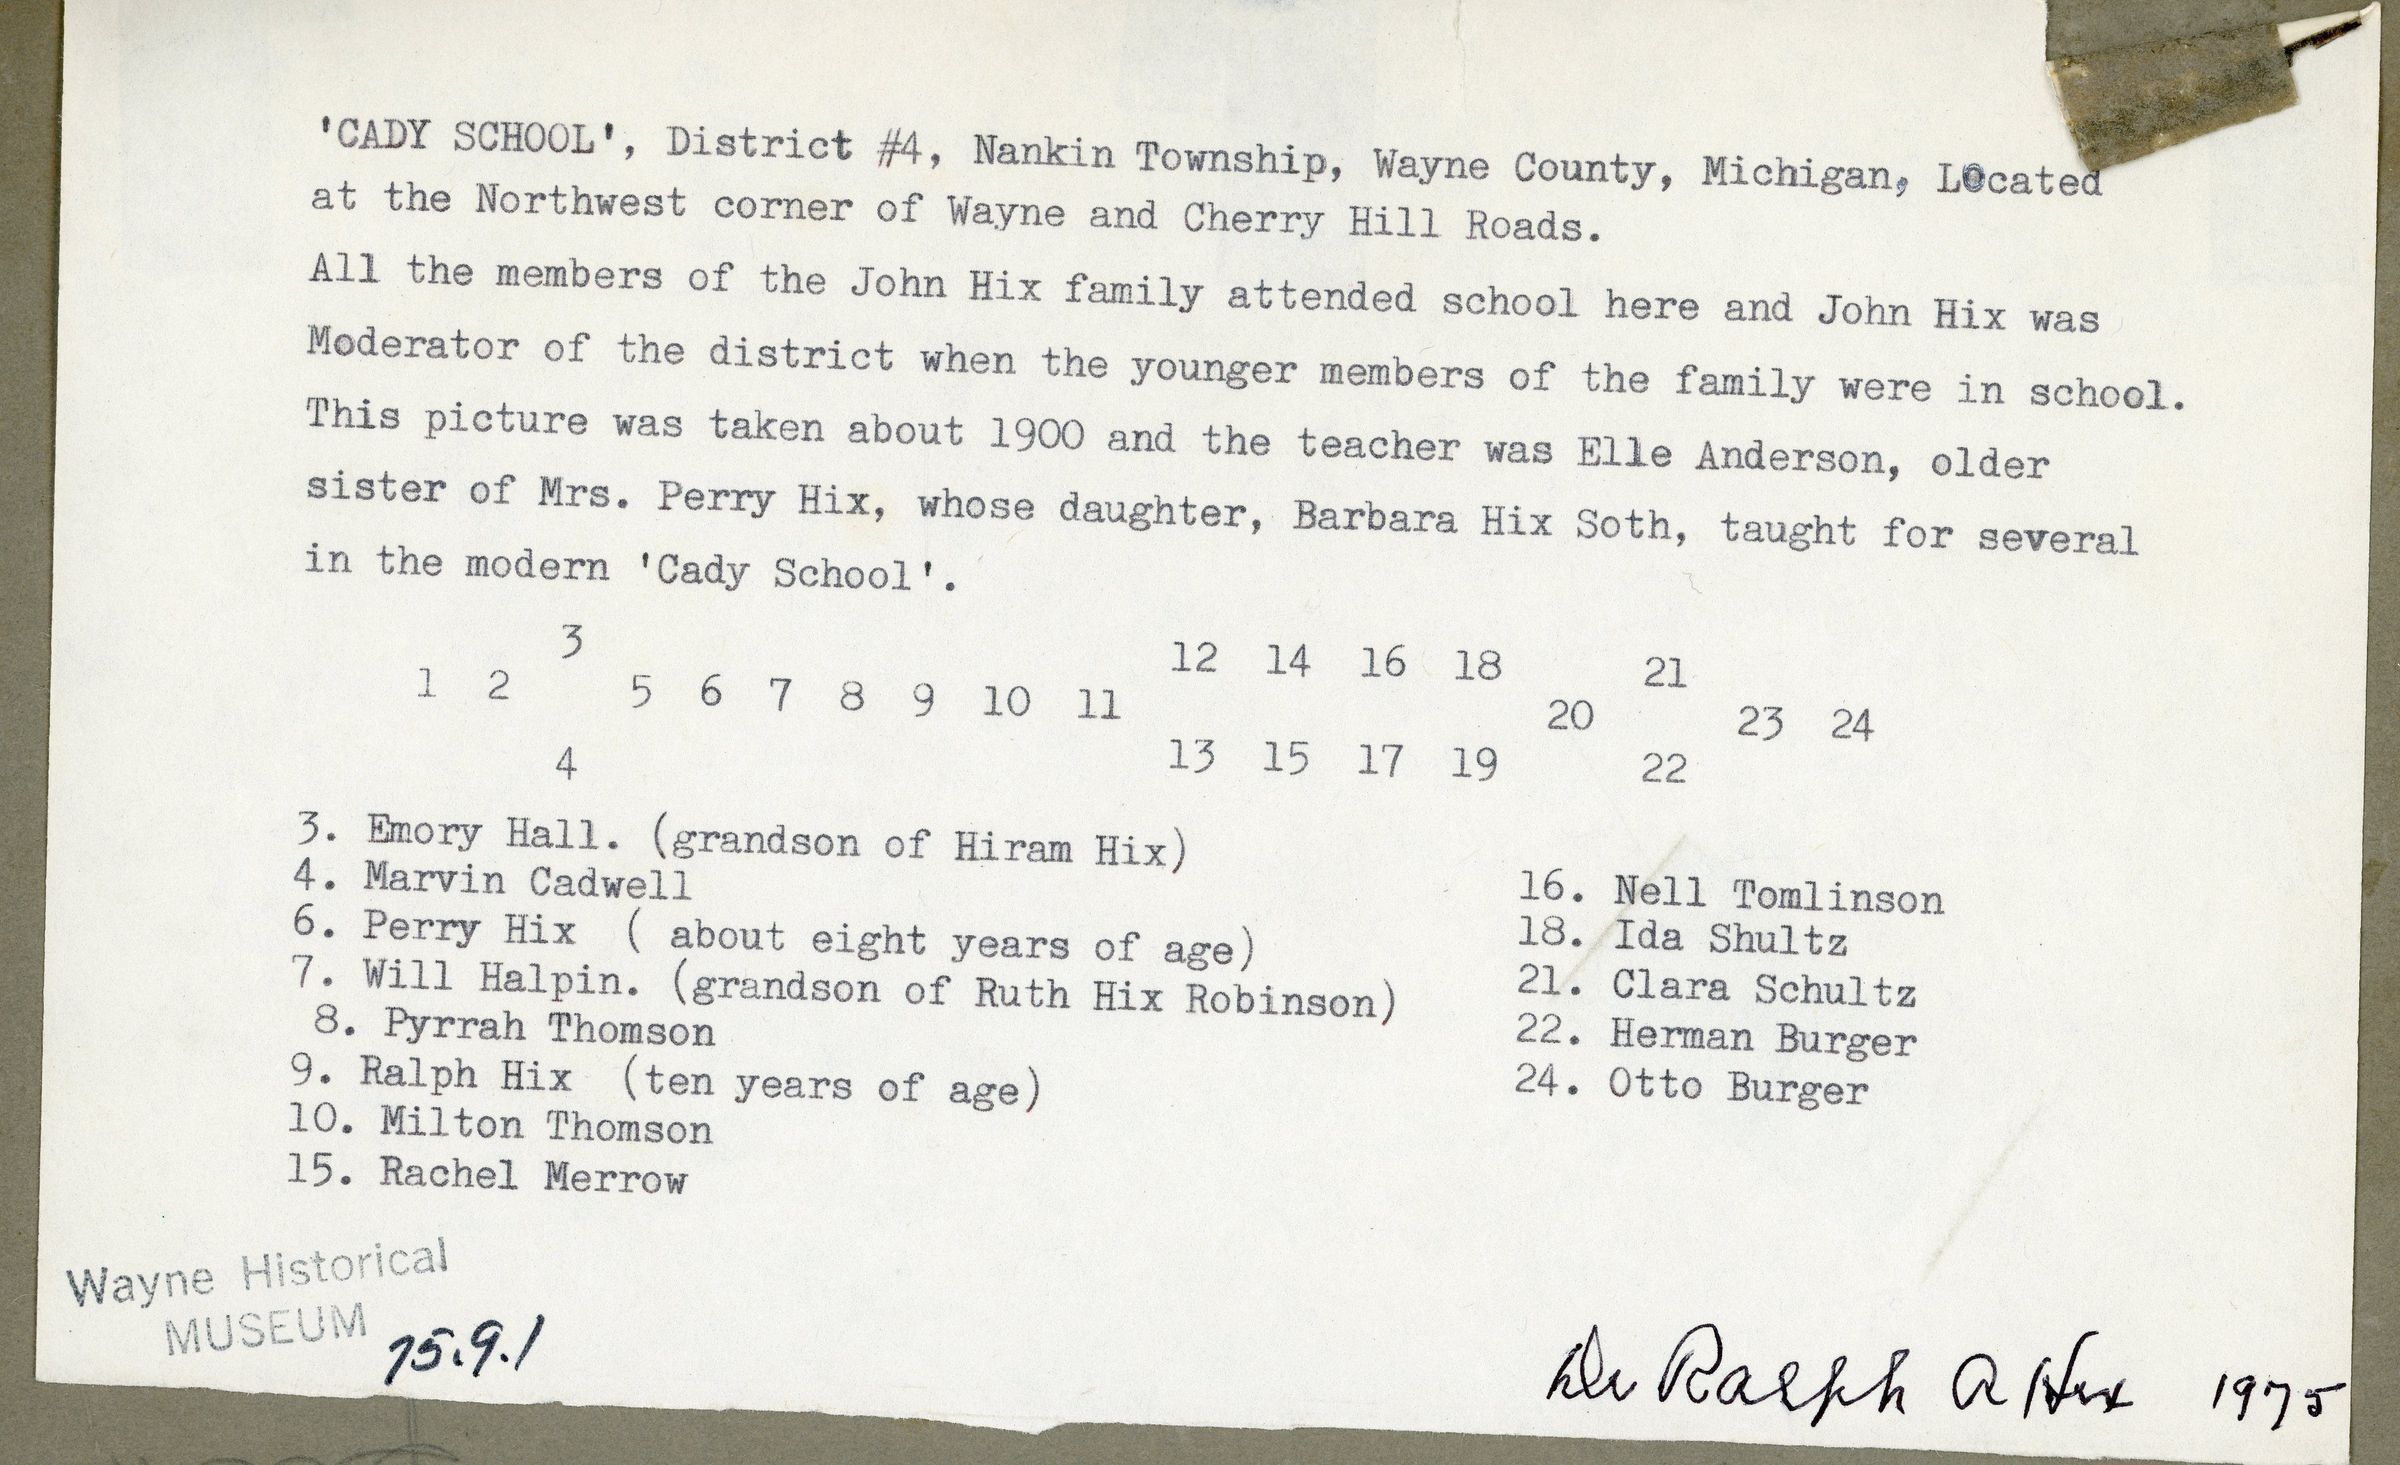 'CADY SCHOOL', District #4, Nankin Township, Wayne County, Michigan, LOcated
at the Northwest corner of Wayne and Cherry Hill Roads.
All the members of the John Hix family attended school here and John Hix was
Moderator of the district when the younger members of the family were in school.
This picture was taken about 1900 and the teacher was Elle Anderson, older
sister of Mrs. Perry Hix, whose daughter, Barbara Hix Soth, taught for several
in the modern 'Cady School'.
3 12 14 16 18 21
1 2 5 6 7 8 9 10 11 20 23 24
4 13 15 17 19 22
3. Emory Hall. (grandson of Hiram Hix)
4. Marvin Cadwell
6. Perry Hix ( about eight years of age)
7. Will Halpin. (grandson of Ruth Hix Robinson)
8. Pyrrah Thomson
9. Ralph Hix (ten years of age)
10. Milton Thomson
15. Rachel Merrow
16. Nell Tomlinson
18. Ida Shultz
21. Clara Schultz
22. Herman Burger
24. Otto Burger
Wayne Historical
MUSEUM
75.9.1
Dr Ralph A Hix 1975